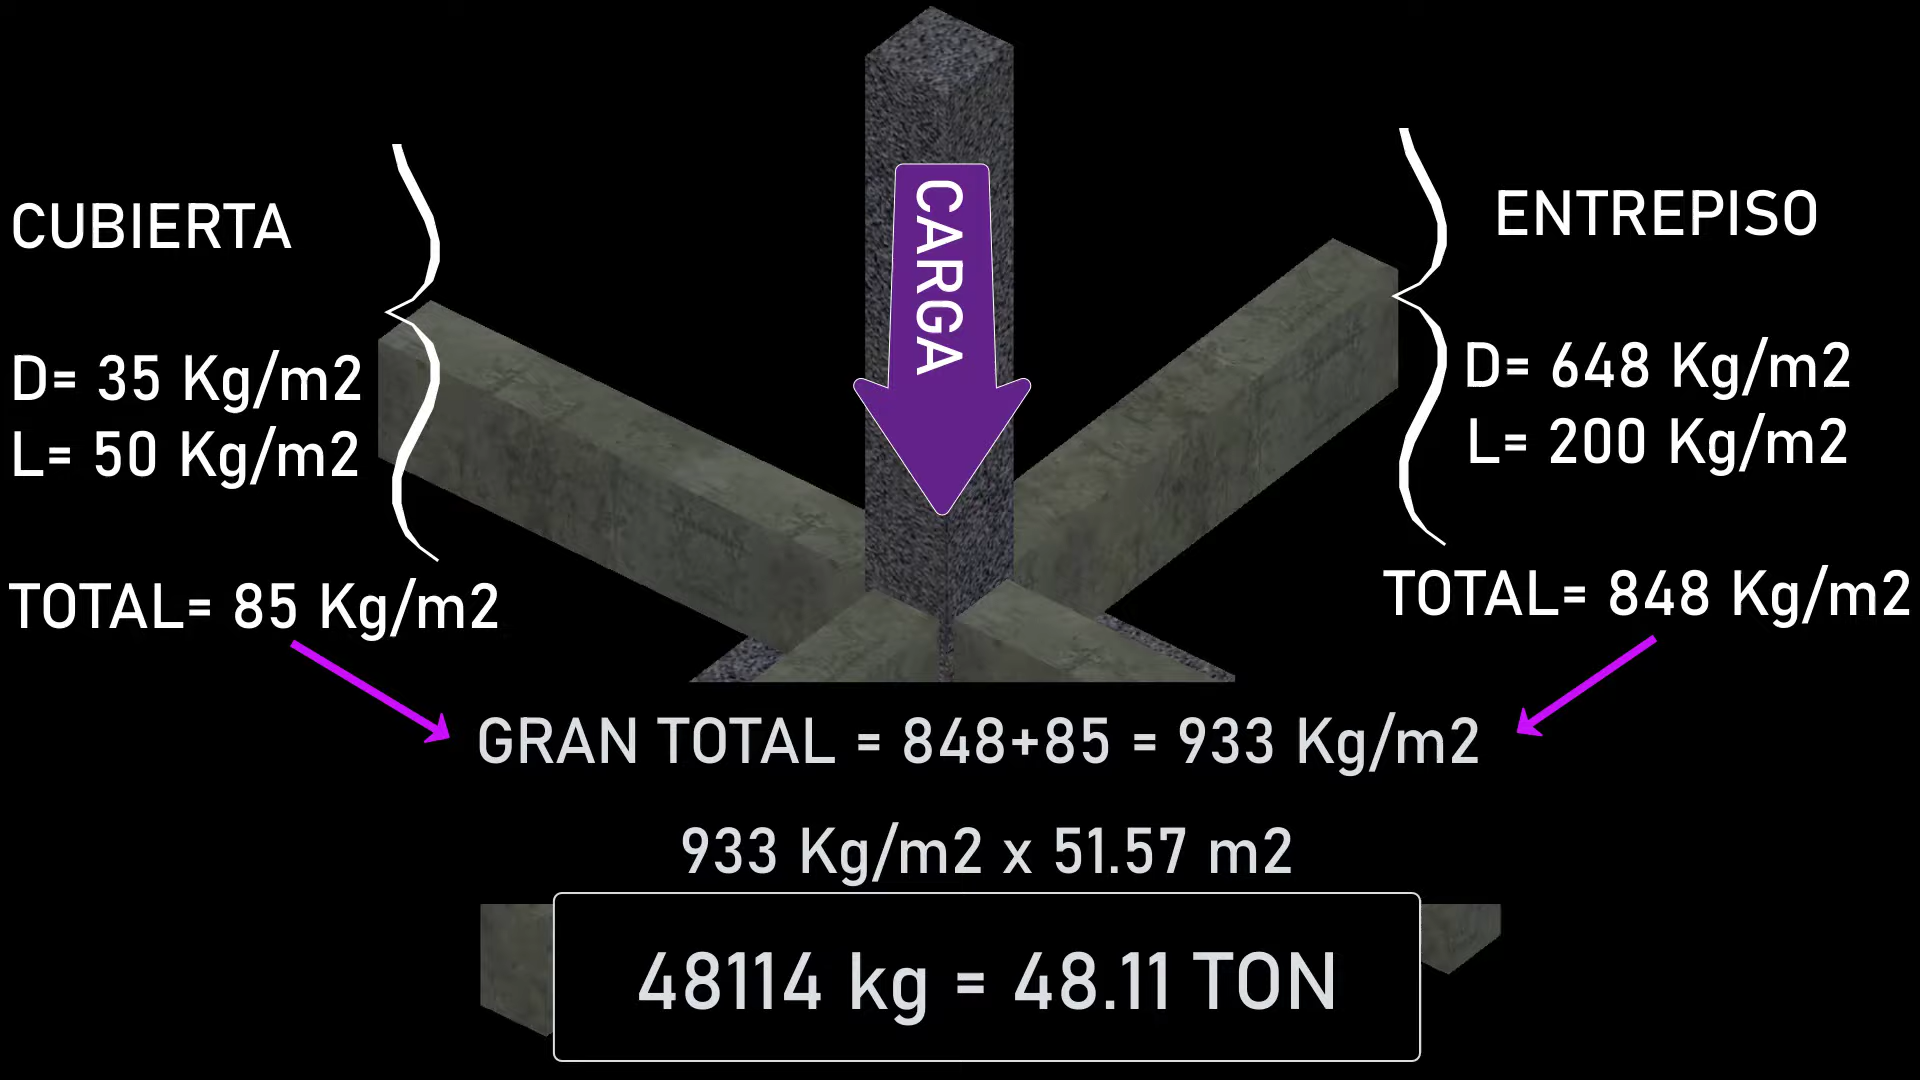 CUBIERTA
D= 35 Kg/m2
L= 50 Kg/m2
TOTAL= 85 Kg/m2
CARGA
ENTREPISO
D= 648 Kg/m2
L= 200 Kg/m2
TOTAL= 848 Kg/m2
GRAN TOTAL = 848+85 = 933 Kg/m2
933 Kg/m2 x 51.57 m2
48114 kg = 48.11 TON